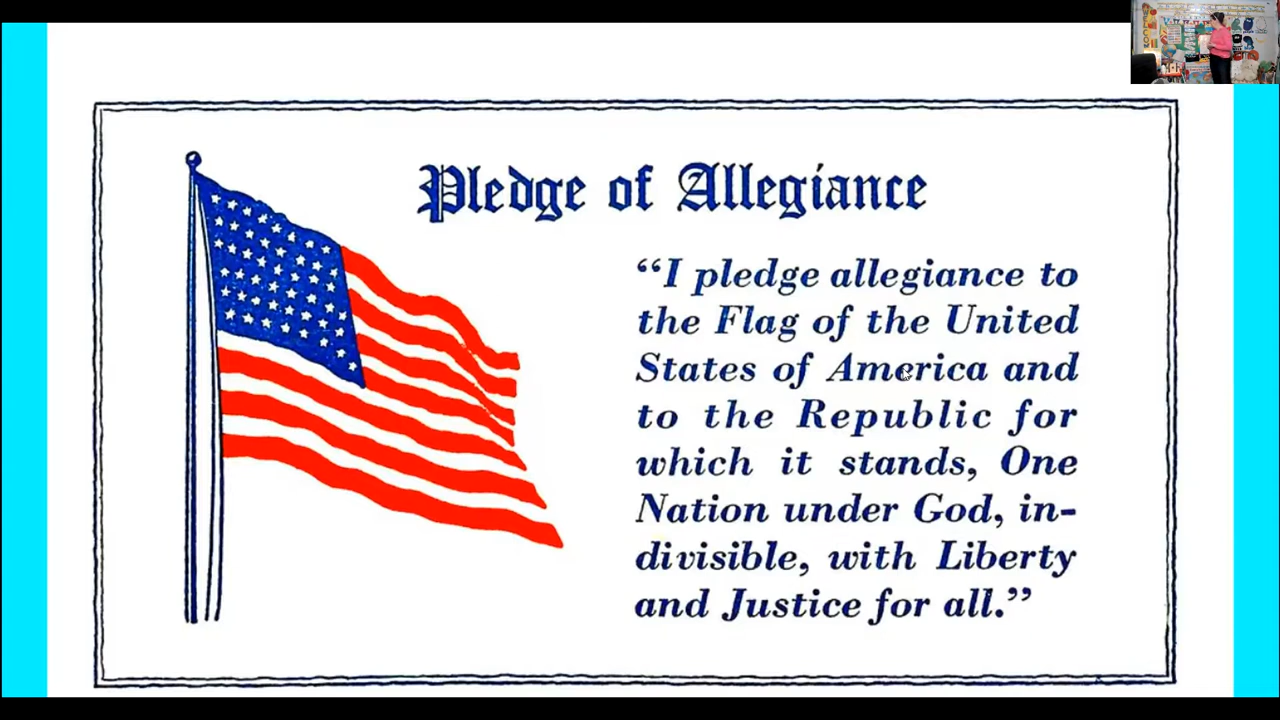 Pledge of Allegiance
“I pledge allegiance to
the Flag of the United
States of America and
to the Republic for
which it stands, One
Nation under God, in-
divisible, with Liberty
and Justice for all.”